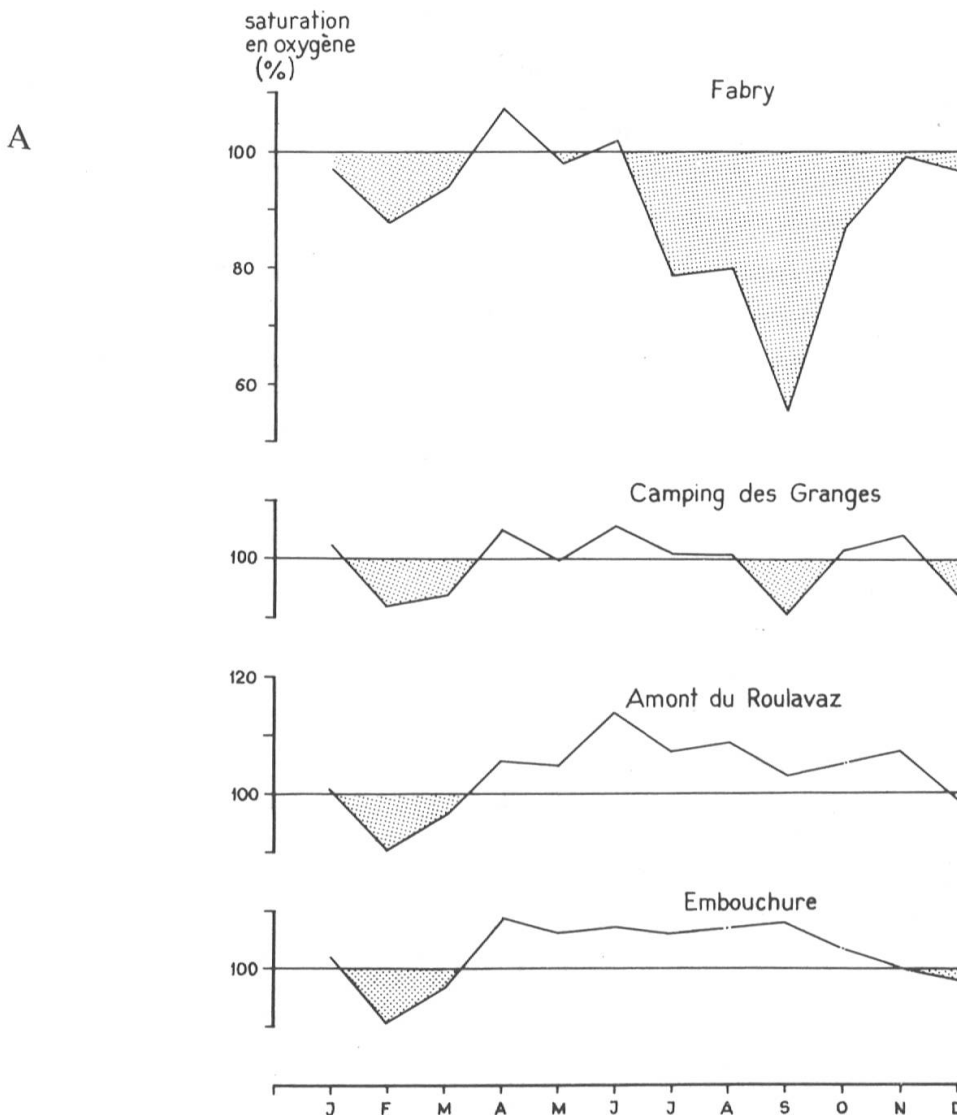 saturation
en oxygène
(%)
Fabry
A
100
80
60
Camping des Granges
100
120
Amont du Roulavaz
100
Embouchure
100
J F M A M J J A S O N D